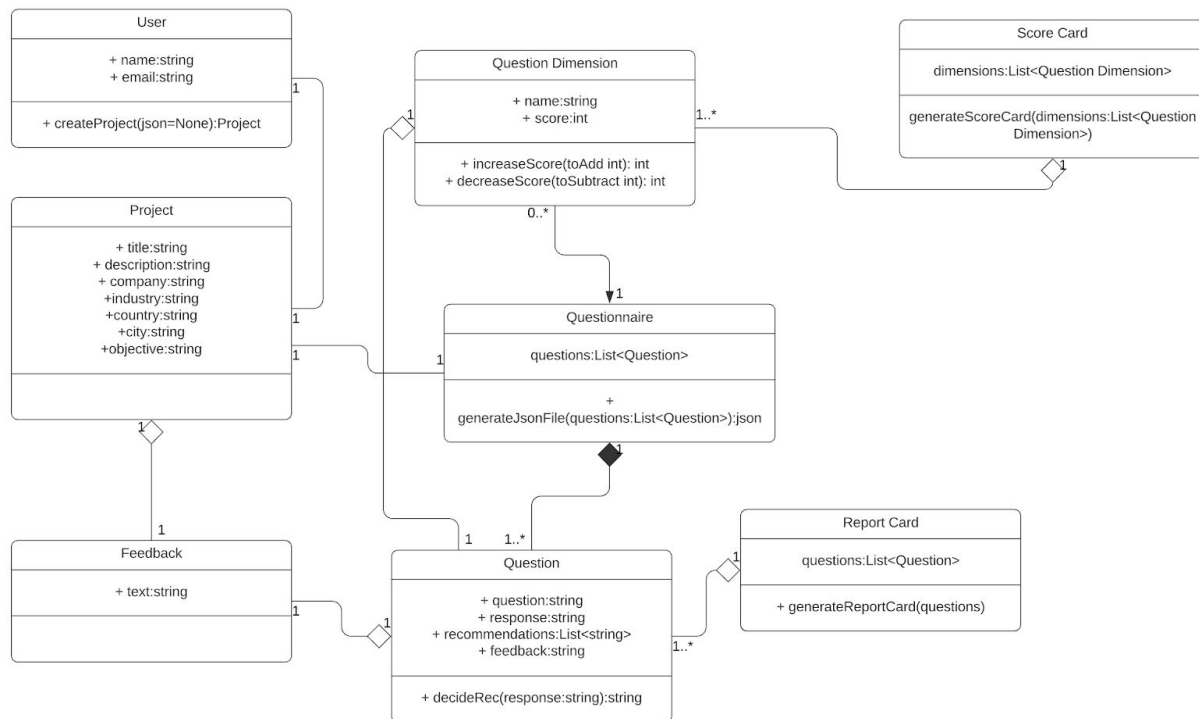 User
+ name:string
+ email:string
+ createProject(json=None):Project
1
Project
+ title:string
+ description:string
+ company:string
+industry:string
+country:string
+city:string
+objective:string
1
1
1
Feedback
+ text:string
1
1
Question Dimension
+ name:string
+ score:int
+ increaseScore(toAdd int): int
+ decreaseScore(toSubtract int): int
1
1..*
0..*
Score Card
dimensions:List<Question Dimension>
generateScoreCard(dimensions:List<Question
Dimension>)
1
1
Questionnaire
questions:List<Question>
+
generateJsonFile(questions:List<Question>):json
1
1
1
1..*
Question
+ question:string
+ response:string
+ recommendations:List<string>
+ feedback:string
+ decideRec(response:string):string
1
1..*
Report Card
questions:List<Question>
+ generateReportCard(questions)
1